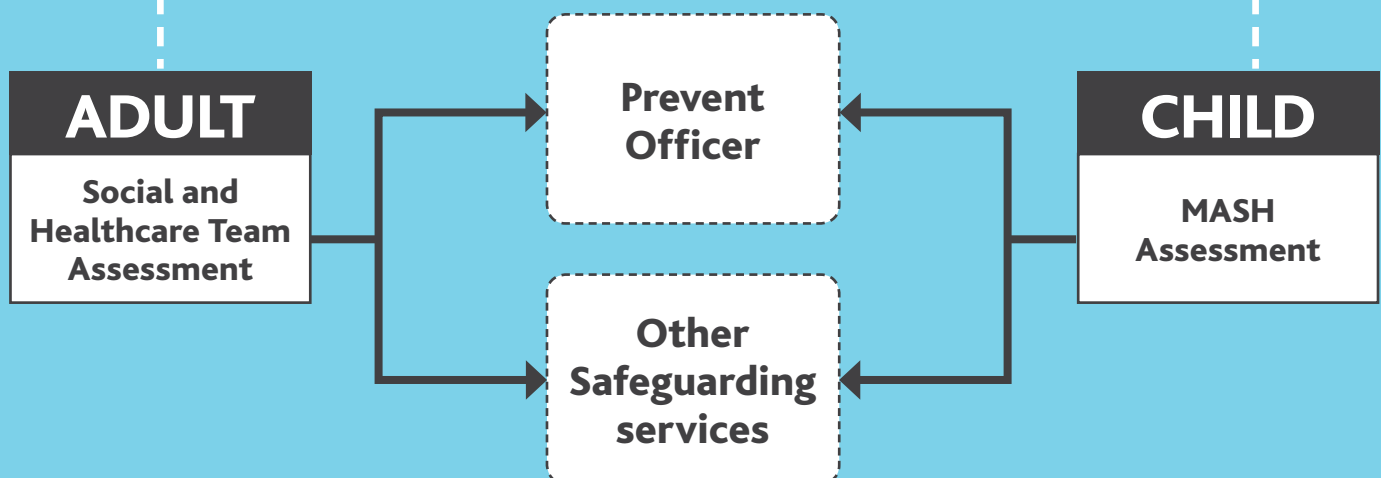 ADULT
Social and
Healthcare Team
Assessment
Prevent
Officer
Other
Safeguarding
services
CHILD
MASH
Assessment